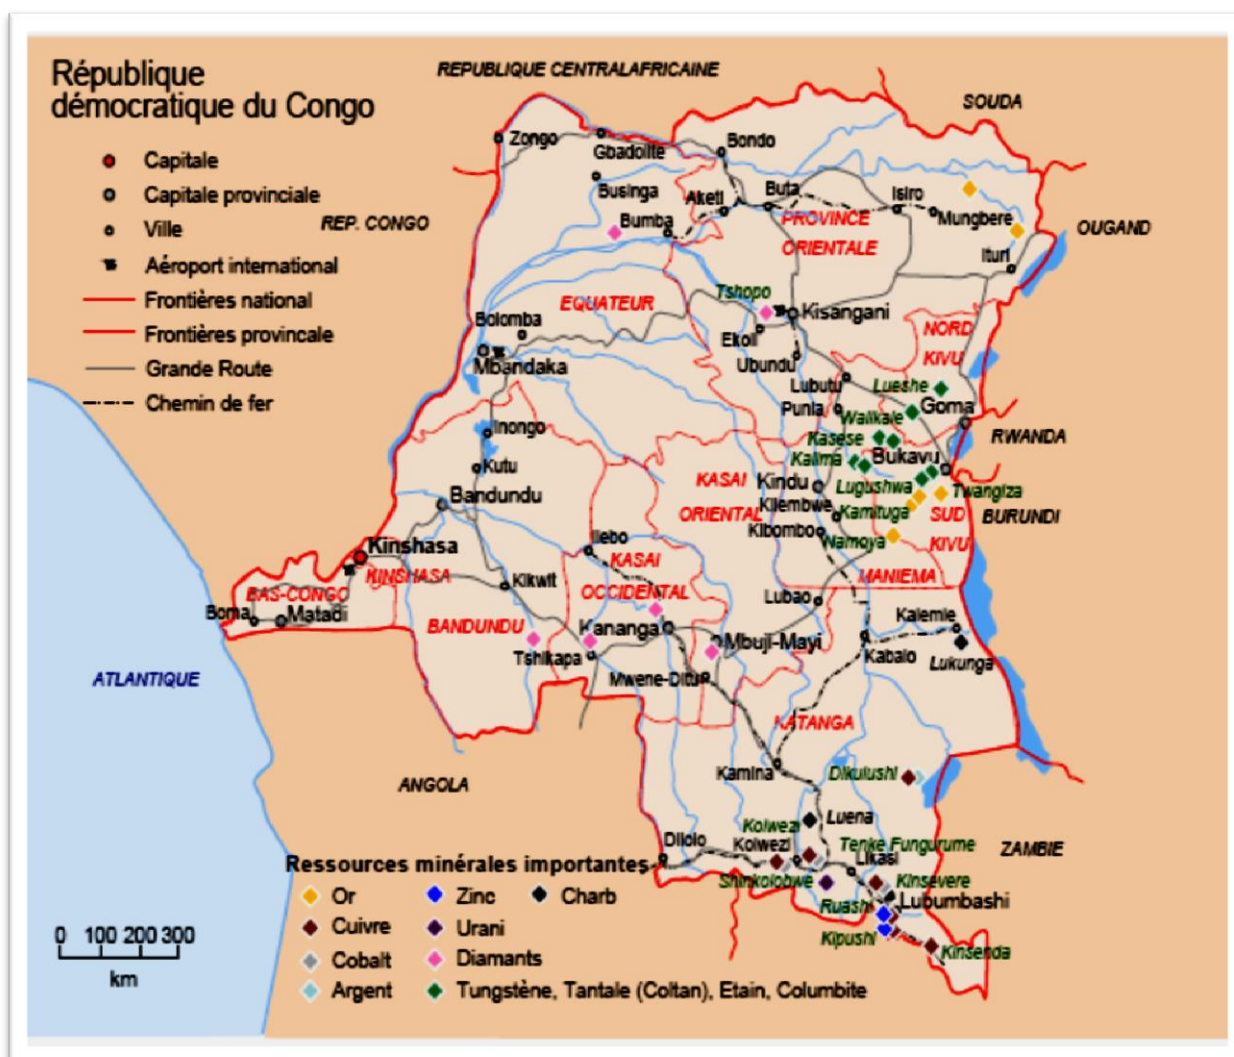 République
démocratique du Congo
Capitale
Capitale provinciale
Ville
Aéroport international
Frontières national
Frontières provincale
Grande Route
Chemin de fer
REPUBLIQUE CENTRALAFRICAINE
SOUDA
REP. CONGO
OUGAND
RWANDA
BURUNDI
ZAMBIE
ANGOLA
ATLANTIQUE
Zongo
Gbadolite
Bondo
Businga
Bumba
Aketi
Buta
Isiro
Mungbere
Ituri
PROVINCE
ORIENTALE
EQUATEUR
Tshopo
Kisangani
Bolomba
Ekoli
Ubundu
NORD
KIVU
Mbandaka
Lubutu
Lueshe
Punia
Walikale
Goma
Inongo
Kasese
Kalima
Bukavu
Kutu
KASAI
ORIENTAL
Kindu
Lugushwa
Twangiza
Bandundu
Kilembwe
Kamituga
SUD
KIVU
Kibombo
Namoya
Kinshasa
KINSHASA
Ilebo
KASAI
OCCIDENTAL
MANIEMA
BAS-CONGO
Boma
Matadi
Kikwit
Lubao
Kalemie
BANDUNDU
Kananga
Mbuji-Mayi
Tshikapa
Mwene-Ditu
Kabalo
Lukunga
KATANGA
Kamina
Dikulushi
Kolwezi
Luena
Dilolo
Kolwezi
Tenke Fungurume
Likasi
Shinkolobwe
Kinsevere
Ruashi
Lubumbashi
Kipushi
Kinsenda
Ressources minérales importantes
Or
Zinc
Charb
Cuivre
Urani
Cobalt
Diamants
Argent
Tungstène, Tantale (Coltan), Etain, Columbite
0 100 200 300
km